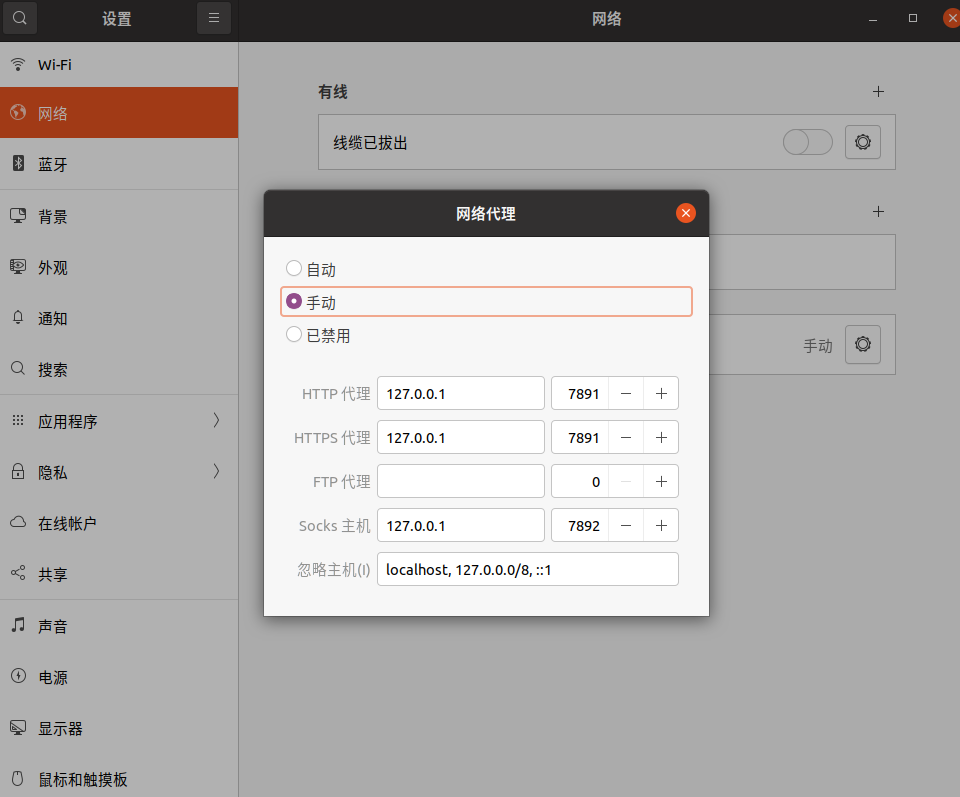 设置
网络
Wi-Fi
网络
蓝牙
背景
外观
通知
搜索
应用程序
隐私
在线帐户
共享
声音
电源
显示器
鼠标和触摸板
有线
线缆已拔出
手动
网络代理
自动
手动
已禁用
HTTP 代理 127.0.0.1 7891
HTTPS 代理 127.0.0.1 7891
FTP 代理 0
Socks 主机 127.0.0.1 7892
忽略主机(I) localhost, 127.0.0.0/8, ::1